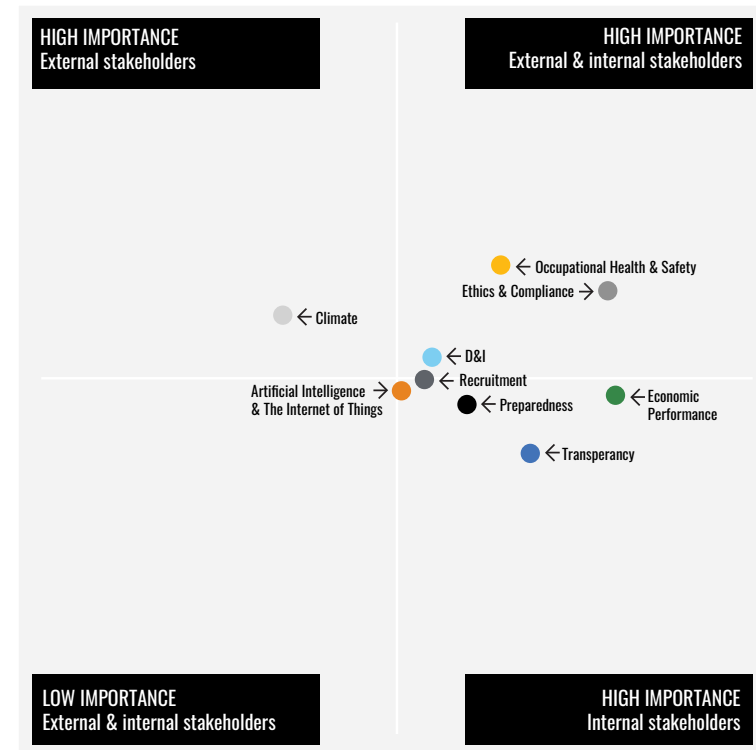 HIGH IMPORTANCE
External stakeholders
HIGH IMPORTANCE
External & internal stakeholders
Occupational Health & Safety
Ethics & Compliance
Climate
D&I
Recruitment
Artificial Intelligence
& The Internet of Things
Preparedness
Economic
Performance
Transperancy
LOW IMPORTANCE
External & internal stakeholders
HIGH IMPORTANCE
Internal stakeholders